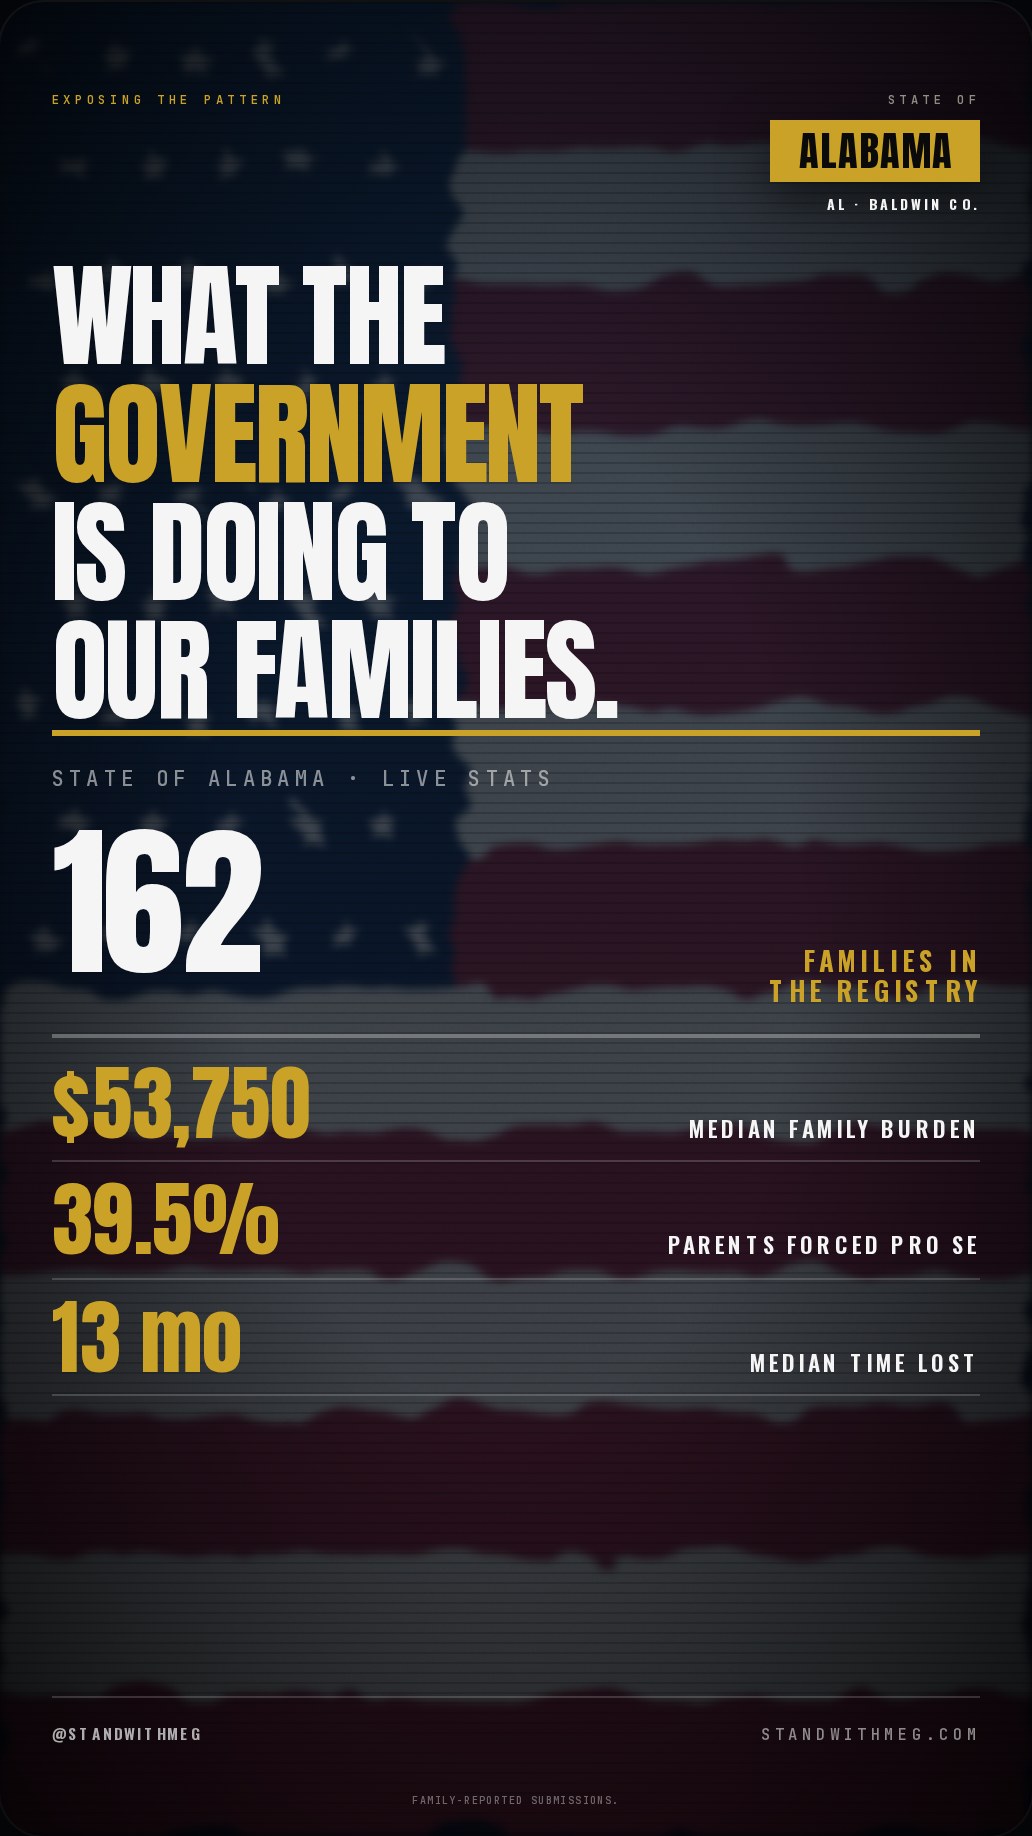 EXPOSING THE PATTERN
STATE OF
ALABAMA
AL · BALDWIN CO.
WHAT THE
GOVERNMENT
IS DOING TO
OUR FAMILIES.
STATE OF ALABAMA · LIVE STATS
162
FAMILIES IN
THE REGISTRY
$53,750
MEDIAN FAMILY BURDEN
39.5%
PARENTS FORCED PRO SE
13 mo
MEDIAN TIME LOST
@STANDWITHMEG
STANDWITHMEG.COM
FAMILY-REPORTED SUBMISSIONS.